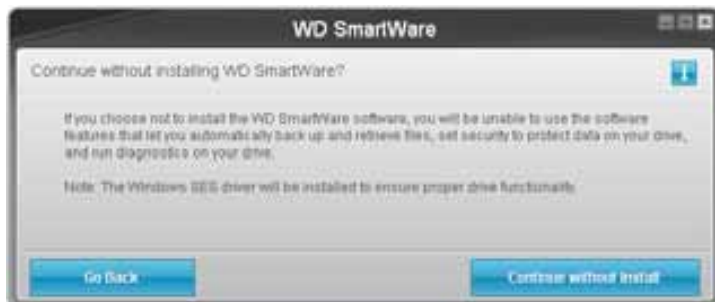 WD SmartWare
Continue without installing WD SmartWare?
If you choose not to install the WD SmartWare software, you will be unable to use the software
features that let you automatically back up and retrieve files, set security to protect data on your drive,
and run diagnostics on your drive.
Note: The Windows SES driver will be installed to ensure proper drive functionality.
Go Back
Continue without Install